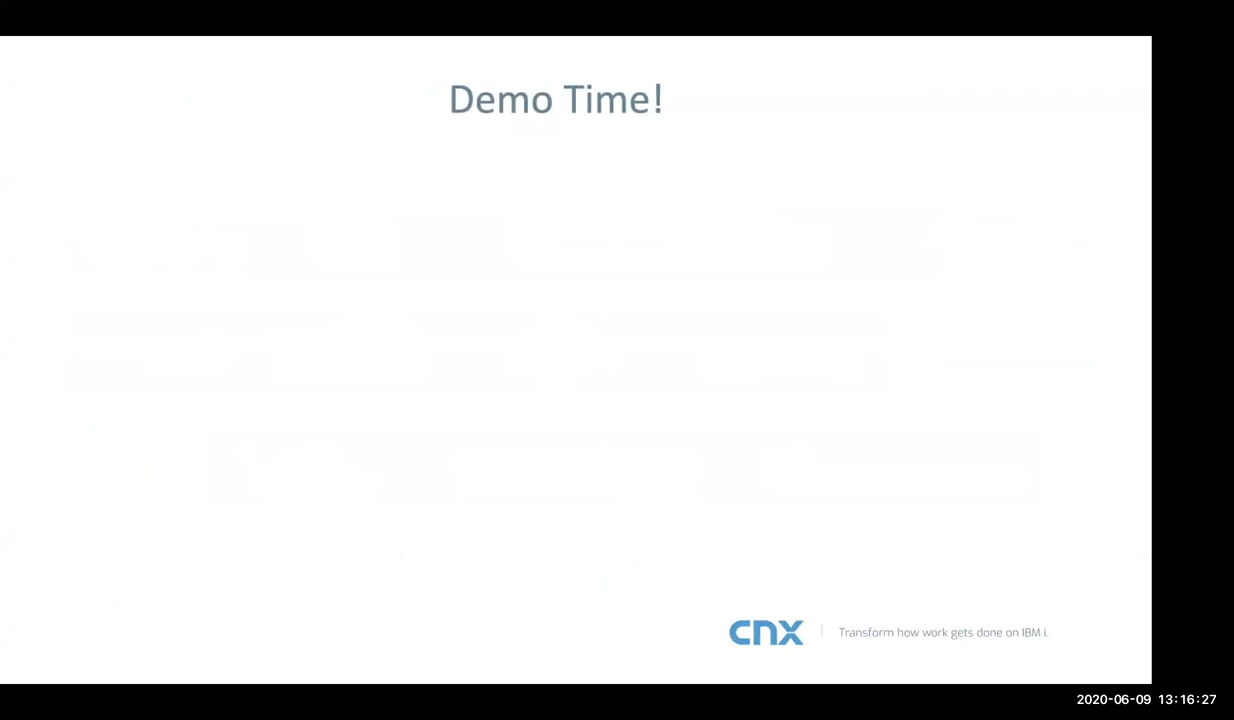 Demo Time!
cnx | Transform how work gets done on IBM i.
2020-06-09 13:16:27